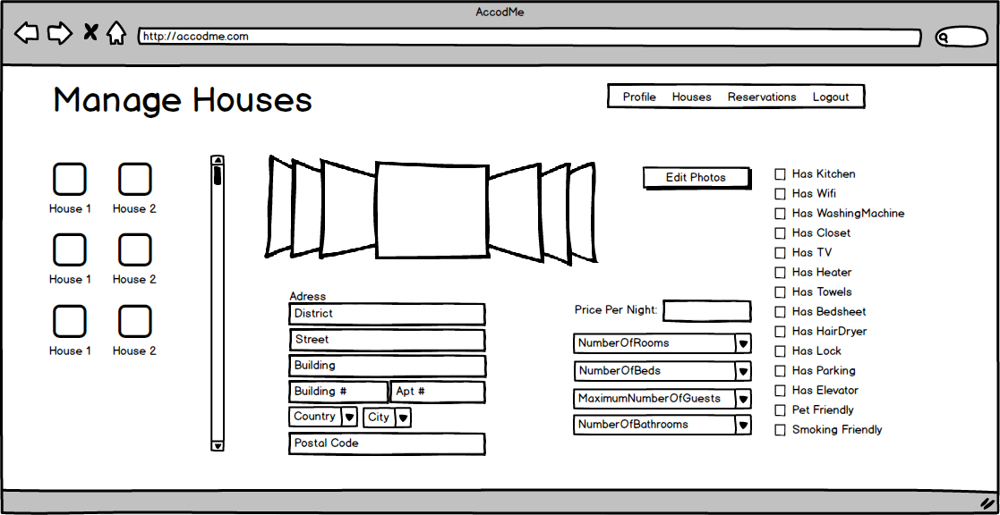 AccodMe
http://accodme.com
Manage Houses
Profile Houses Reservations Logout
House 1 House 2
House 1 House 2
House 1 House 2
Adress
District
Street
Building
Building # Apt #
Country City
Postal Code
Edit Photos
Price Per Night:
NumberOfRooms
NumberOfBeds
MaximumNumberOfGuests
NumberOfBathrooms
Has Kitchen
Has Wifi
Has WashingMachine
Has Closet
Has TV
Has Heater
Has Towels
Has Bedsheet
Has HairDryer
Has Lock
Has Parking
Has Elevator
Pet Friendly
Smoking Friendly